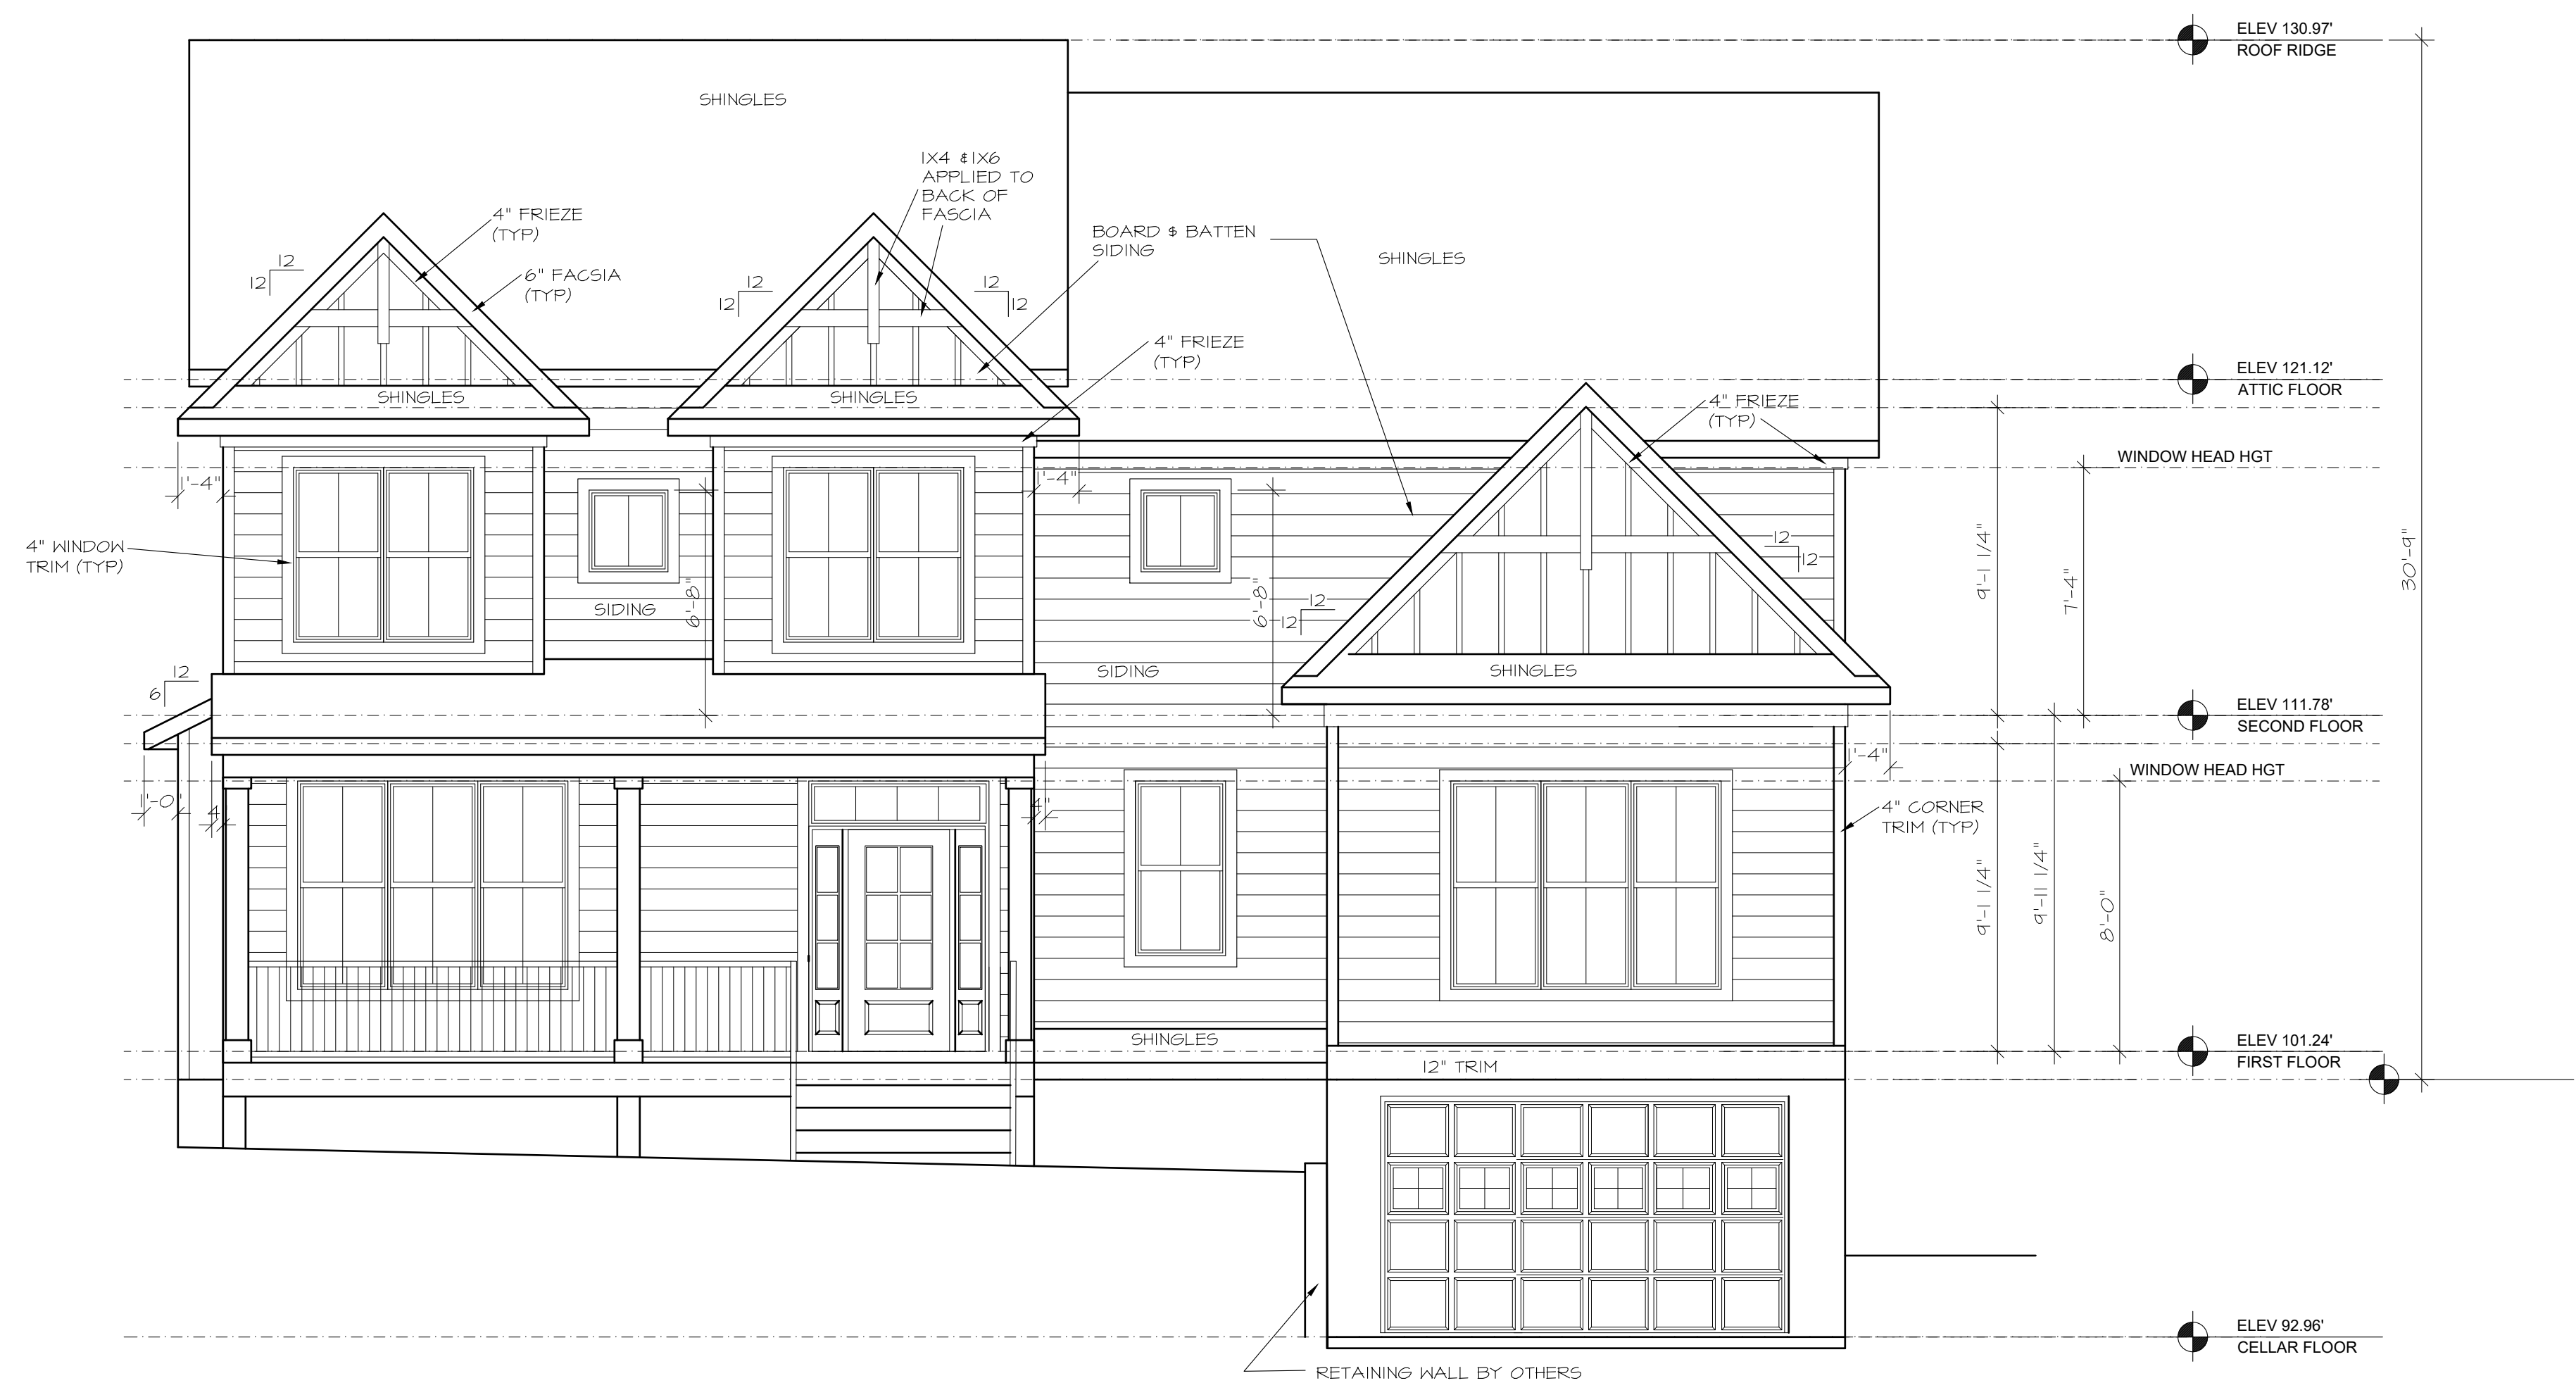 ELEV 130.97'
ROOF RIDGE
SHINGLES
1X4 & 1X6
APPLIED TO
BACK OF
FASCIA
4" FRIEZE
(TYP)
BOARD & BATTEN
SIDING
SHINGLES
12
12
6" FACSIA
(TYP)
12
12
12
12
4" FRIEZE
(TYP)
ELEV 121.12'
ATTIC FLOOR
SHINGLES
SHINGLES
4" FRIEZE
(TYP)
WINDOW HEAD HGT
1'-4"
1'-4"
4" WINDOW
TRIM (TYP)
12
12
9'-1 1/4"
30'-9"
7'-4"
SIDING
6'-8"
6'-8"
12
12
12
6
SIDING
SHINGLES
ELEV 111.78'
SECOND FLOOR
1'-4"
WINDOW HEAD HGT
1'-0"
4"
4"
4" CORNER
TRIM (TYP)
9'-1 1/4"
9'-11 1/4"
8'-0"
SHINGLES
ELEV 101.24'
FIRST FLOOR
12" TRIM
ELEV 92.96'
CELLAR FLOOR
RETAINING WALL BY OTHERS